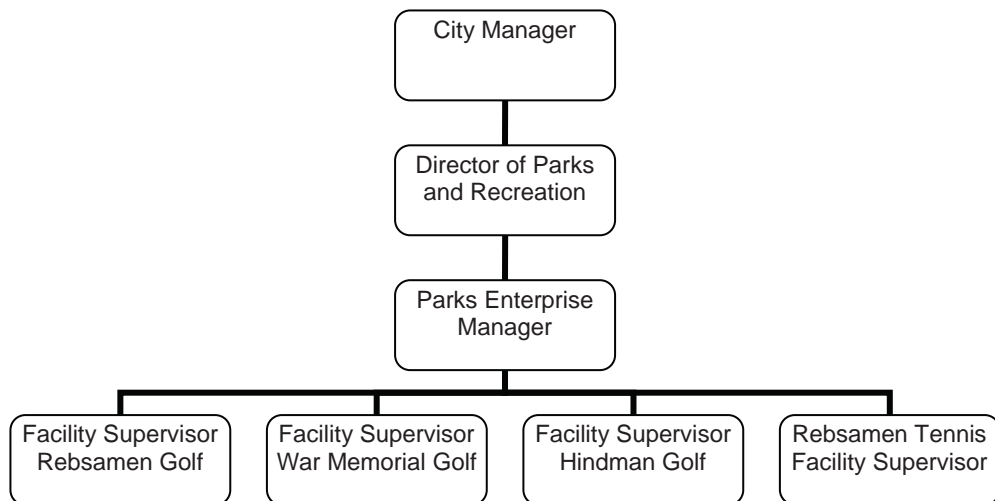 City Manager
Director of Parks
and Recreation
Parks Enterprise
Manager
Facility Supervisor
Rebsamen Golf
Facility Supervisor
War Memorial Golf
Facility Supervisor
Hindman Golf
Rebsamen Tennis
Facility Supervisor